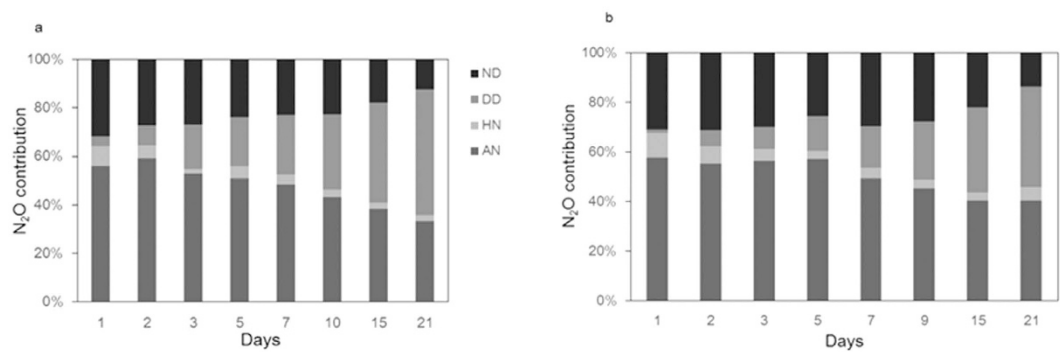 a
100%
80%
60%
40%
20%
0%
N₂O contribution
1 2 3 5 7 10 15 21
Days
ND
DD
HN
AN
b
100%
80%
60%
40%
20%
0%
N₂O contribution
1 2 3 5 7 9 15 21
Days